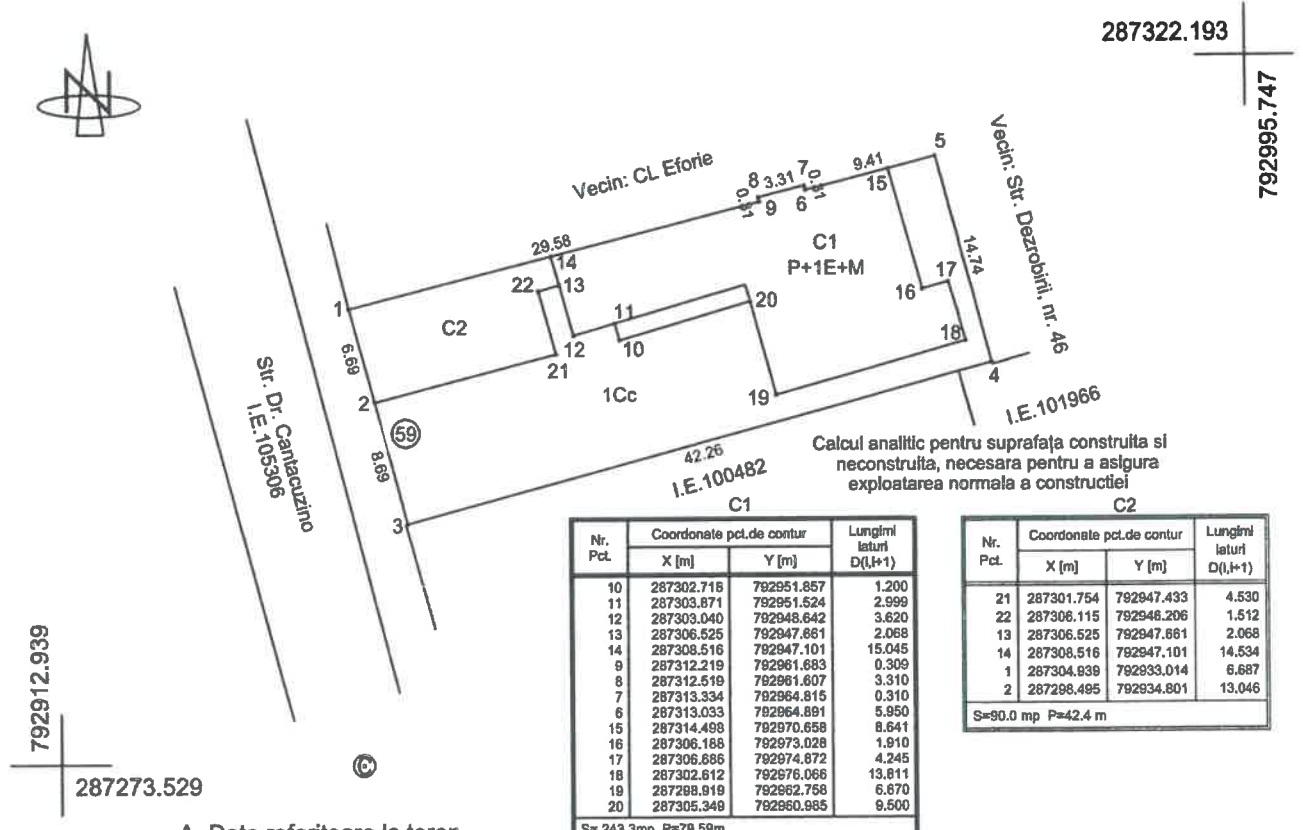 287322.193
792995.747
N
Vecin: CL Eforie
Vecin: Str. Dezrobirii, nr. 46
5
9.41
7
3.31
8
0.31
0.31
15
6
9
29.58
14
C1
P+1E+M
14.74
17
16
13
22
1
11
20
C2
18
12
10
6.69
21
4
1Cc
19
2
59
I.E.101966
Str. Dr. Cantacuzino
I.E.105306
8.69
42.26
I.E.100482
3
Calcul analitic pentru suprafața construita si
neconstruita, necesara pentru a asigura
exploatarea normala a constructiei
C1
Nr. Pct. Coordonate pct.de contur Lungimi laturi D(i,i+1)
X [m] Y [m]
10 287302.718 792951.857 1.200
11 287303.871 792951.524 2.999
12 287303.040 792948.642 3.620
13 287306.525 792947.661 2.068
14 287308.516 792947.101 15.045
9 287312.219 792961.683 0.309
8 287312.519 792961.607 3.310
7 287313.334 792964.815 0.310
6 287313.033 792964.891 5.950
15 287314.498 792970.658 8.641
16 287306.188 792973.028 1.910
17 287306.686 792974.872 4.245
18 287302.612 792976.066 13.811
19 287298.919 792962.758 6.670
20 287305.349 792960.985 9.500
S= 243.3mp P=79.59m
C2
Nr. Pct. Coordonate pct.de contur Lungimi laturi D(i,i+1)
X [m] Y [m]
21 287301.754 792947.433 4.530
22 287306.115 792946.206 1.512
13 287306.525 792947.661 2.068
14 287308.516 792947.101 14.534
1 287304.939 792933.014 6.687
2 287298.495 792934.801 13.046
S=90.0 mp P=42.4 m
792912.939
287273.529
C
A. Date referitoare la teren